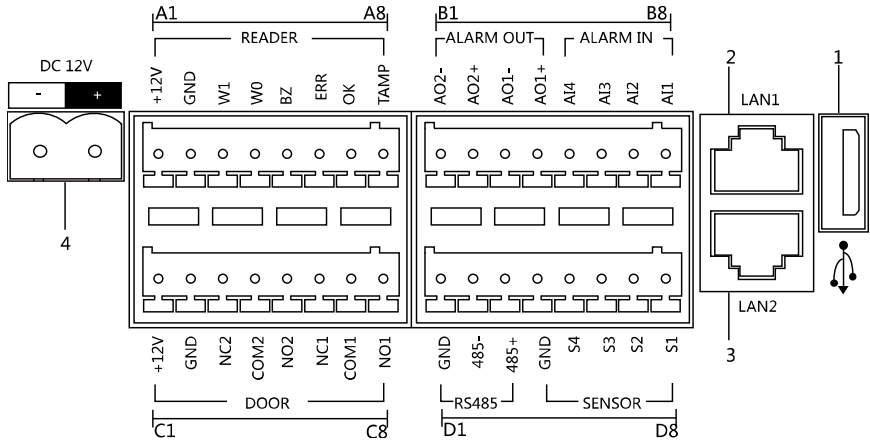 A1 A8 B1 B8
READER ALARM OUT ALARM IN 2 1
DC 12V
- +
+12V GND W1 W0 BZ ERR OK TAMP AO2- AO2+ AO1- AO1+ AI4 AI3 AI2 AI1
LAN1
4
LAN2
+12V GND NC2 COM2 NO2 NC1 COM1 NO1 GND 485- 485+ GND S4 S3 S2 S1
3
DOOR RS485 SENSOR
C1 C8 D1 D8